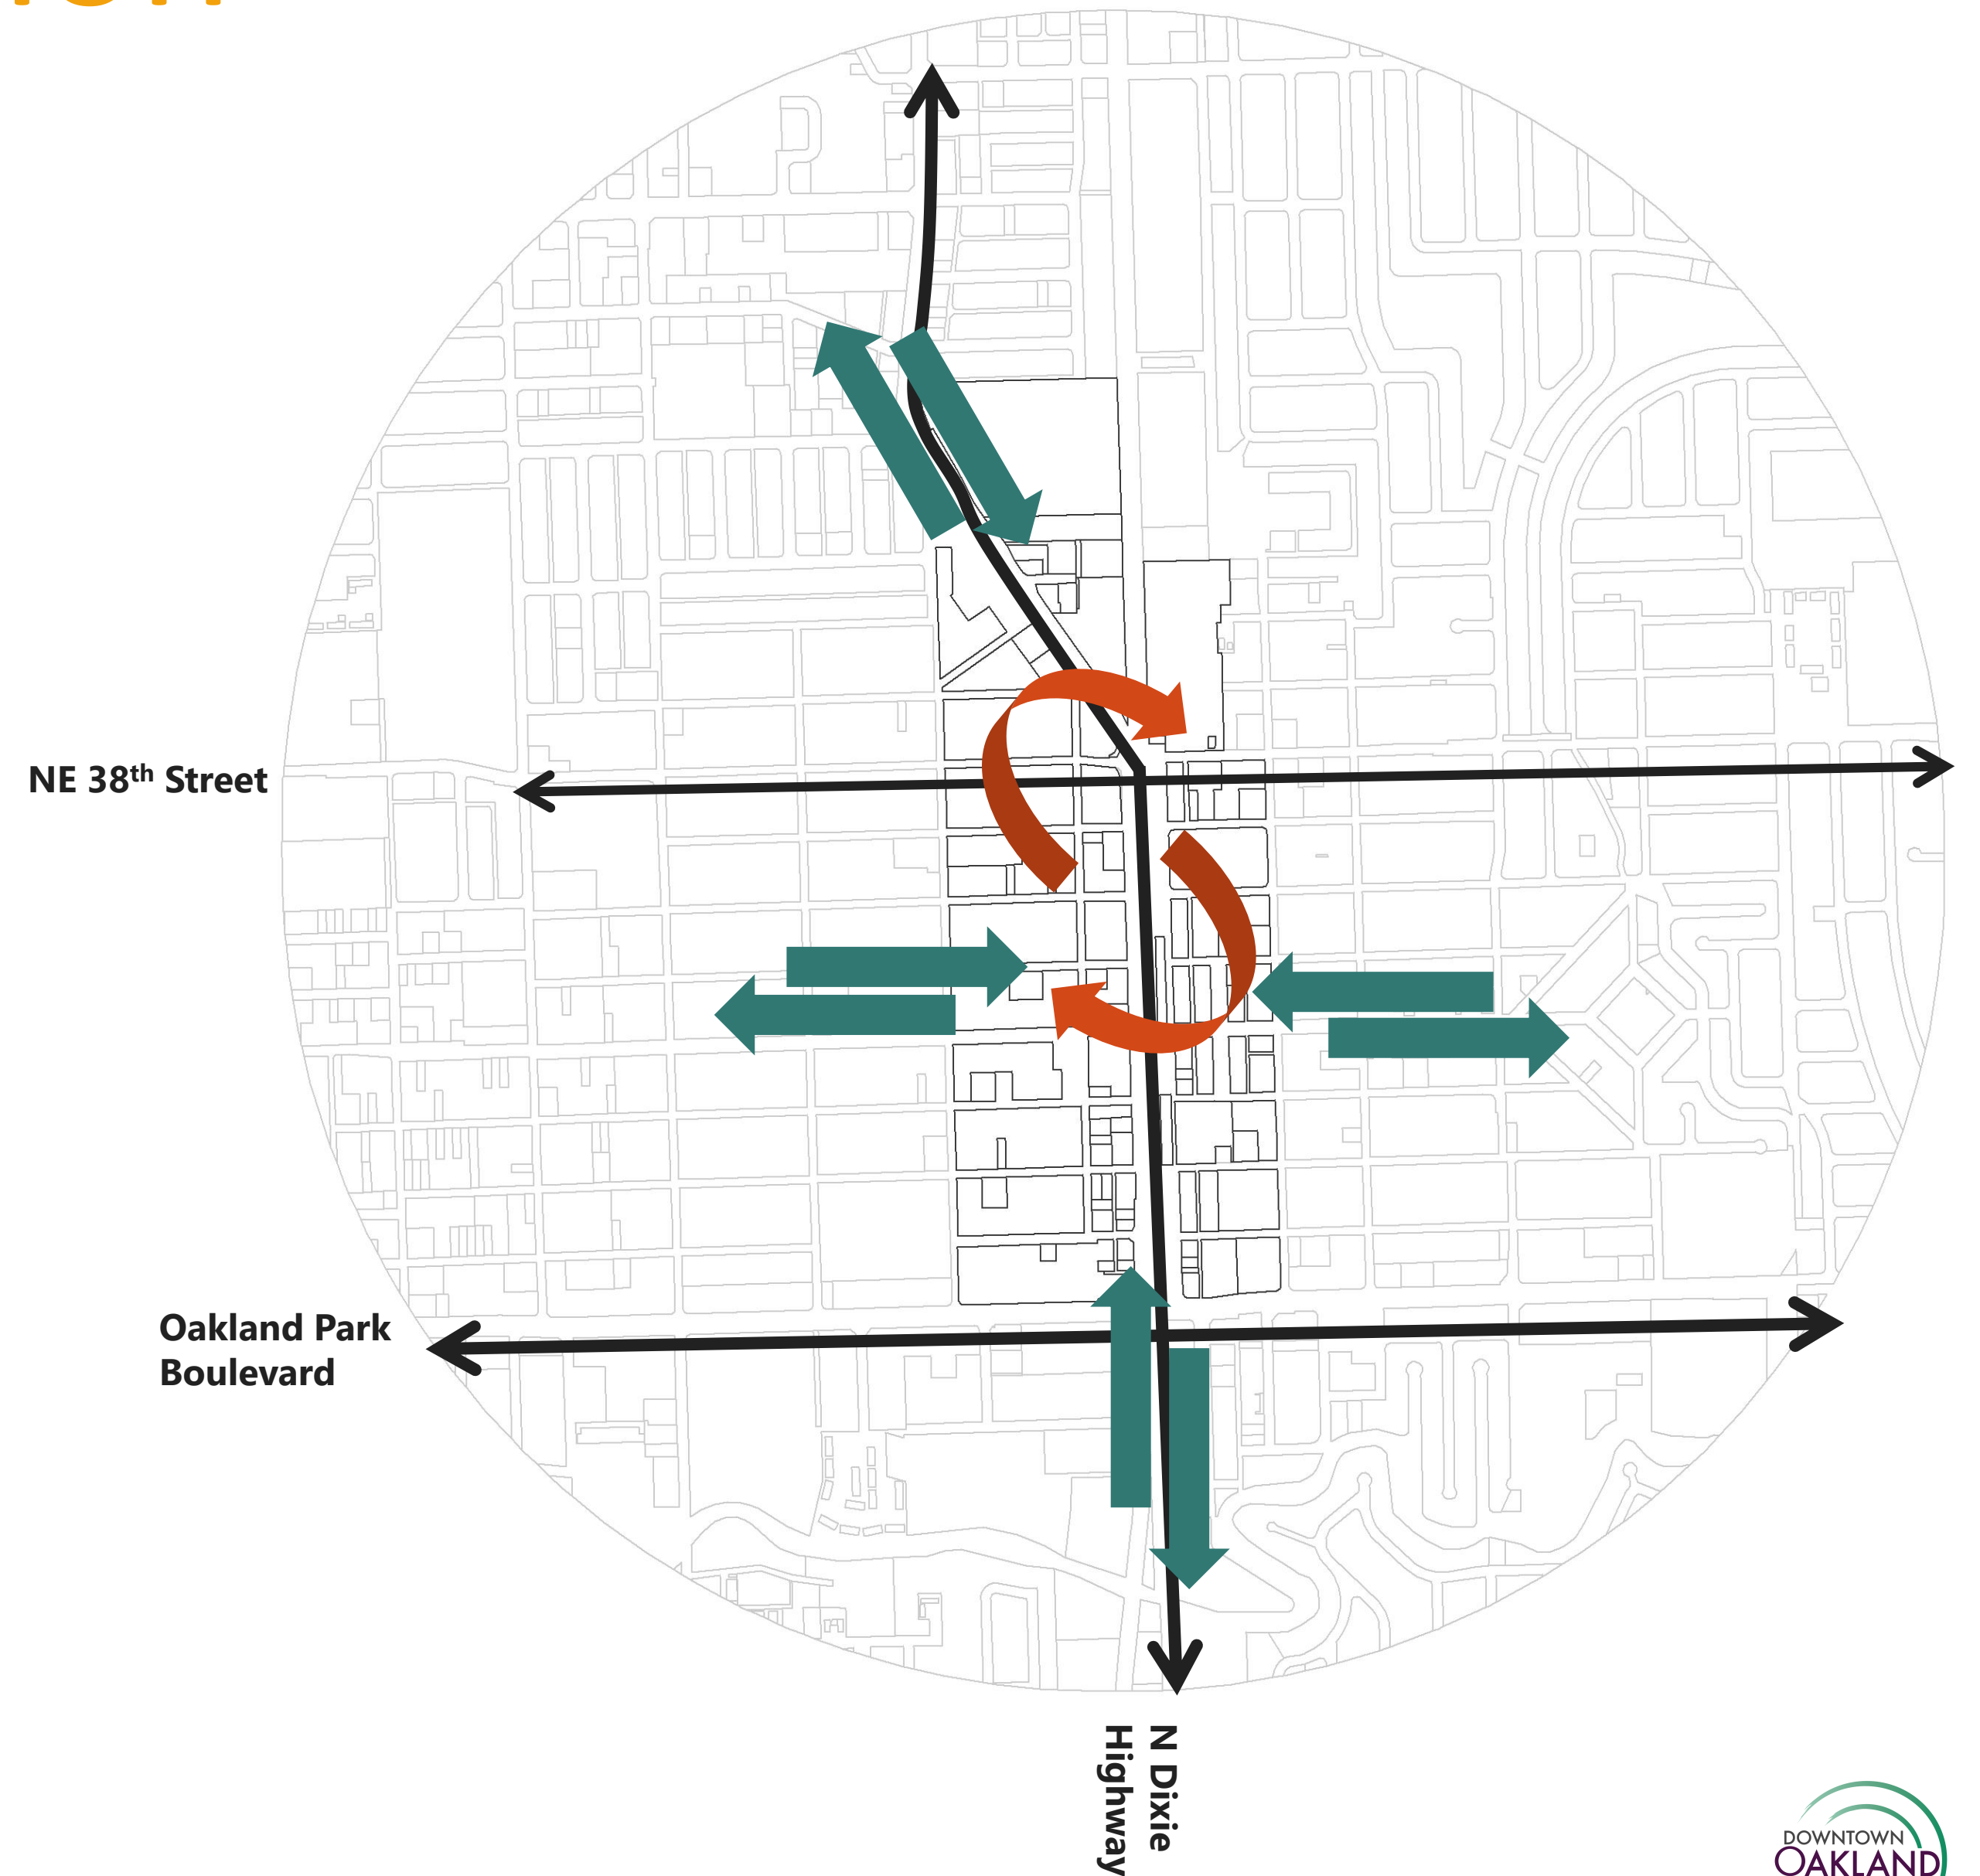 NE 38th Street
Oakland Park
Boulevard
N Dixie
Highway
DOWNTOWN
OAKLAND